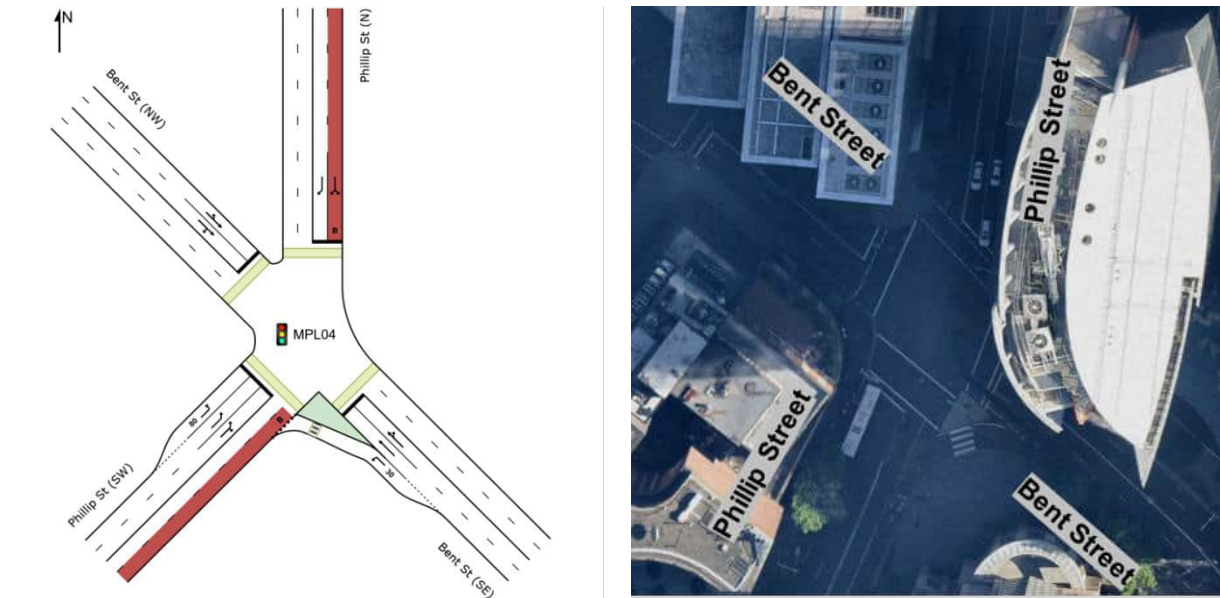 N
Phillip St (N)
Bent St (NW)
B
MPL04
80
B
30
Phillip St (SW)
Bent St (SE)
Bent Street
Phillip Street
Phillip Street
Bent Street